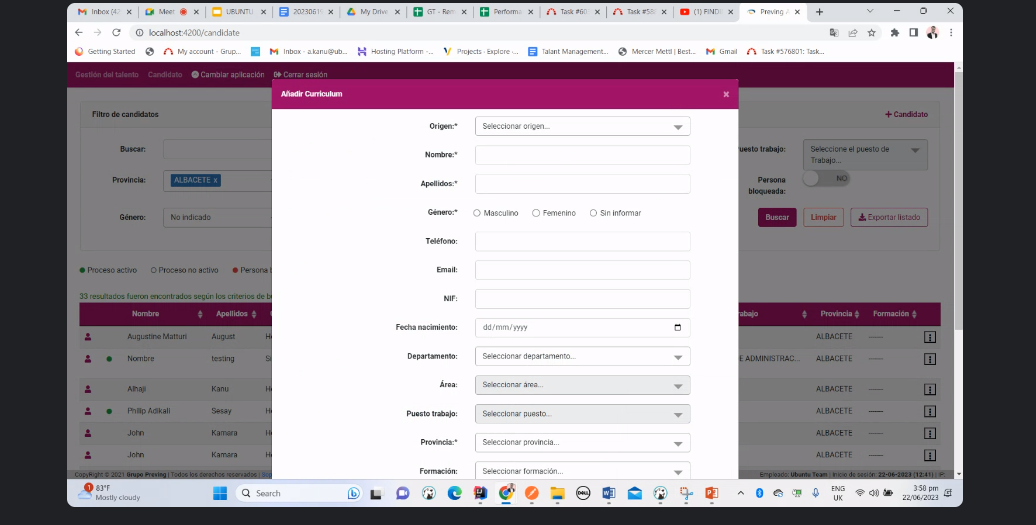 Inbox (4
Meet
UBUNTU
2023061
My Drive
GT - Res
Performa
Task #60
Task #58
(1) FIND
Preving A
localhost:4200/candidate
Getting Started
My account - Grup...
Inbox - a.kanu@ub...
Hosting Platform -...
Projects - Explore -...
Talant Management...
Mercer Mettl | Best...
Gmail
Task #576801: Task...
Gestión del talento Candidato Cambiar aplicación Cerrar sesión
Añadir Curriculum ×
Filtro de candidatos
+ Candidato
Origen:* Seleccionar origen...
Buscar:
Nombre:*
uesto trabajo: Seleccione el puesto de
Trabajo...
Provincia: ALBACETE x
Apellidos:*
Persona
bloqueada:
NO
Género: No indicado
Género:* Masculino Femenino Sin informar
Buscar Limpiar Exportar listado
Teléfono:
Email:
Proceso activo Proceso no activo Persona b
NIF:
33 resultados fueron encontrados según los criterios de b
Nombre Apellidos
abajo Provincia Formación
Fecha nacimiento: dd/mm/yyyy
Augustine Matturi August H ALBACETE ------
Departamento: Seleccionar departamento...
Nombre testing S E ADMINISTRAC... ALBACETE ------
Área: Seleccionar área...
Alhaji Kanu H ALBACETE ------
Puesto trabajo: Seleccionar puesto...
Philip Adikali Sesay H ALBACETE ------
John Kamara H ALBACETE ------
Provincia:* Seleccionar provincia...
John Kamara H ALBACETE ------
Formación: Seleccionar formación...
CopyRight © 2021 Grupo Preving | Todos los derechos reservados |
Empleado: Ubuntu Team | Inicio de sesión: 22-06-2023 (12:41) | IP:
1
83°F
Mostly cloudy
Search
DELL
ENG
UK
3:58 pm
22/06/2023